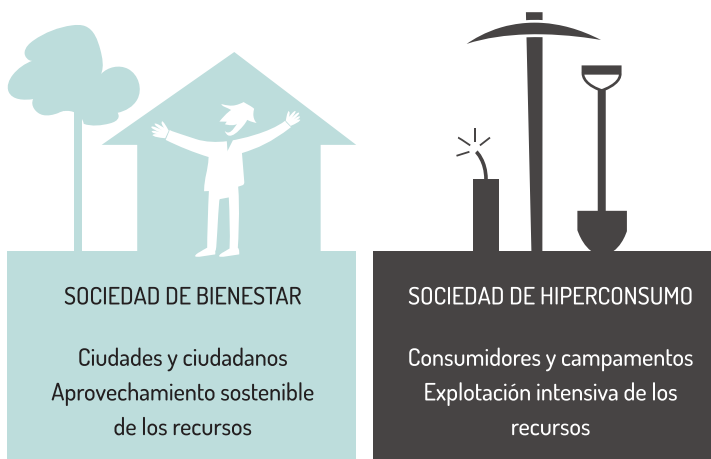 SOCIEDAD DE BIENESTAR
Ciudades y ciudadanos
Aprovechamiento sostenible
de los recursos
SOCIEDAD DE HIPERCONSUMO
Consumidores y campamentos
Explotación intensiva de los
recursos